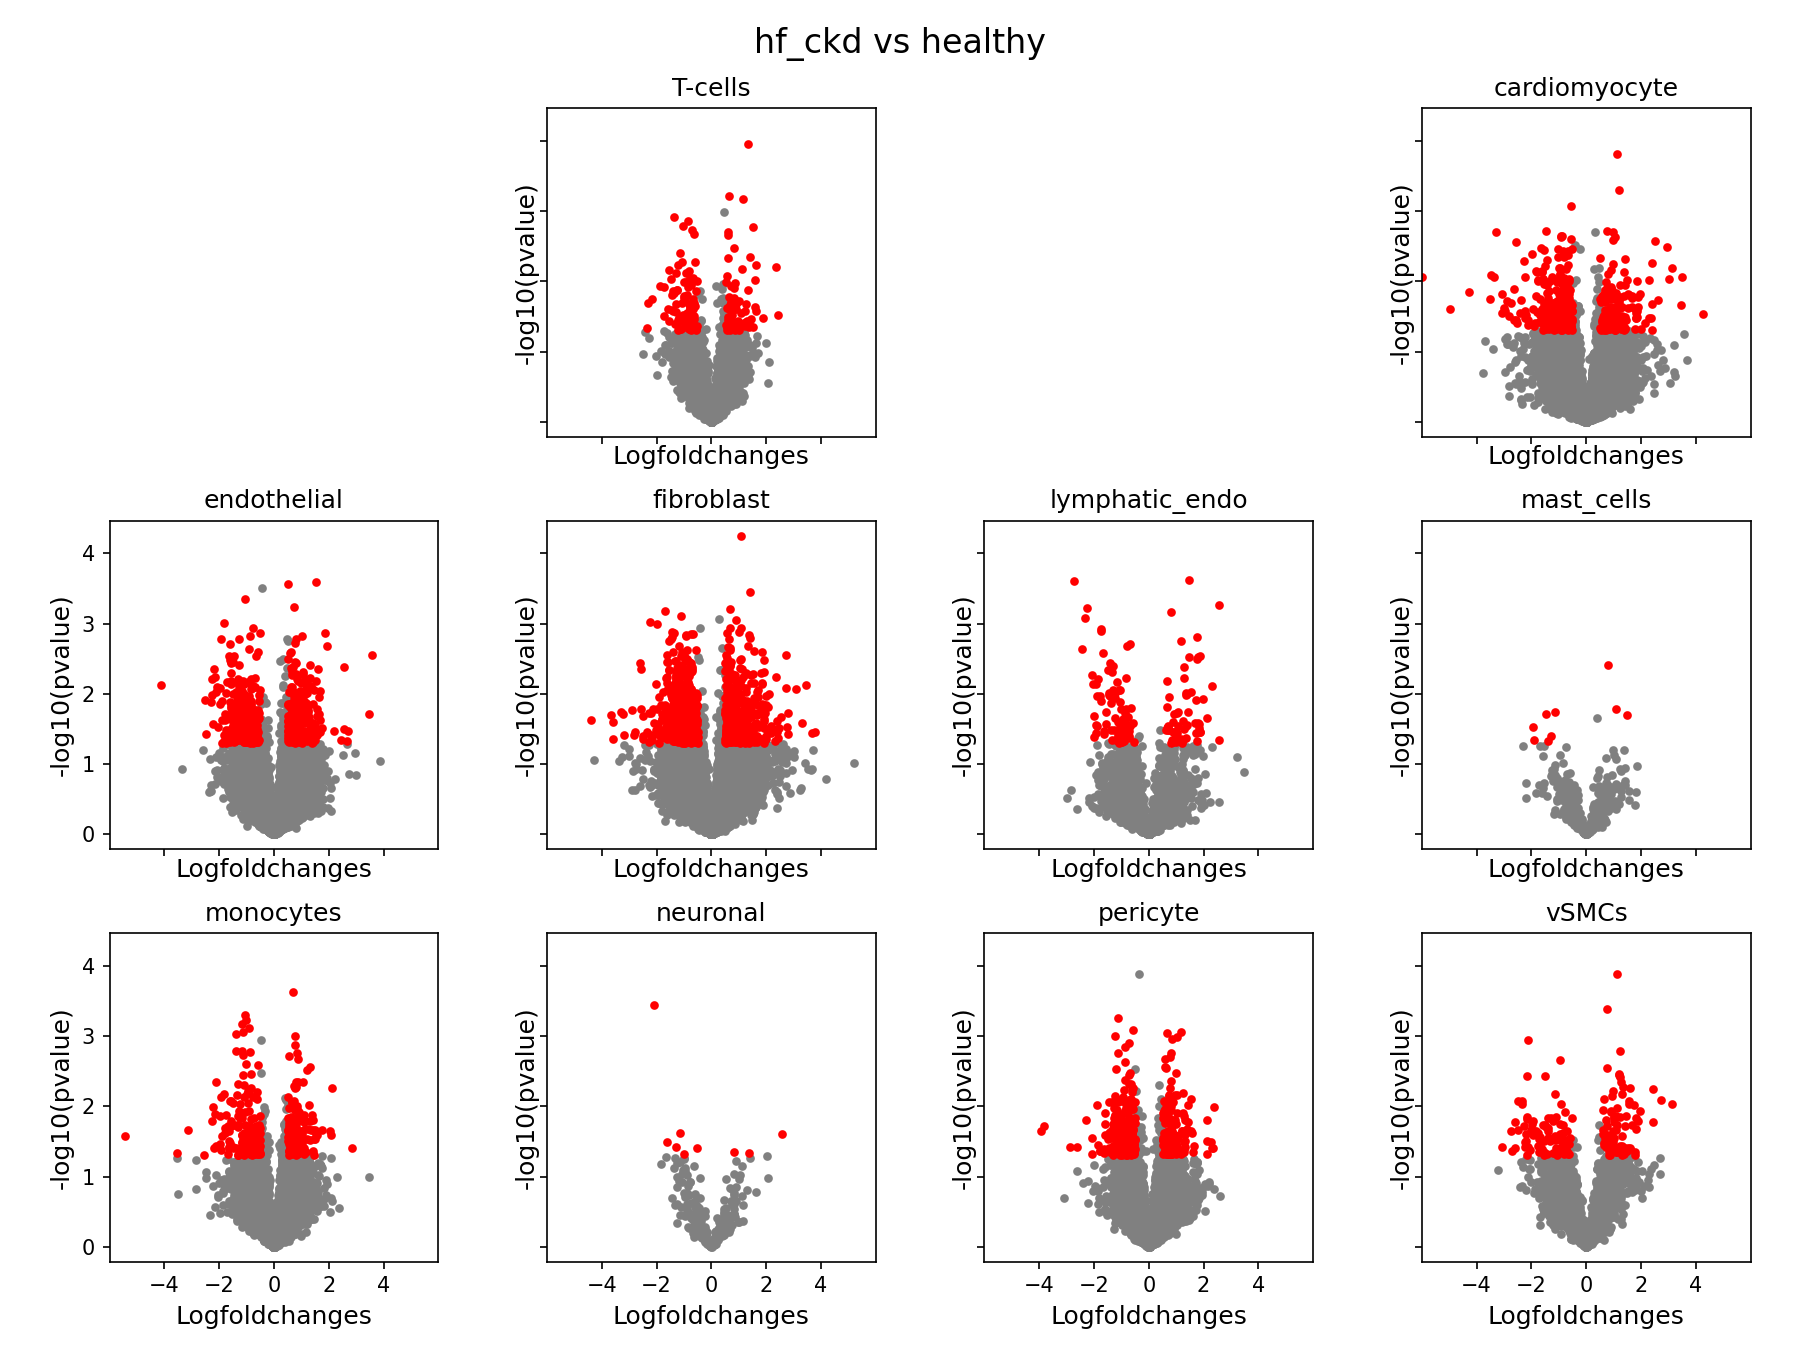 hf_ckd vs healthy
T-cells
cardiomyocyte
-log10(pvalue)
-log10(pvalue)
Logfoldchanges
Logfoldchanges
endothelial
fibroblast
lymphatic_endo
mast_cells
4
3
2
1
0
-log10(pvalue)
-log10(pvalue)
-log10(pvalue)
-log10(pvalue)
Logfoldchanges
Logfoldchanges
Logfoldchanges
Logfoldchanges
monocytes
neuronal
pericyte
vSMCs
4
3
2
1
0
-log10(pvalue)
-log10(pvalue)
-log10(pvalue)
-log10(pvalue)
−4 −2 0 2 4
−4 −2 0 2 4
−4 −2 0 2 4
−4 −2 0 2 4
Logfoldchanges
Logfoldchanges
Logfoldchanges
Logfoldchanges